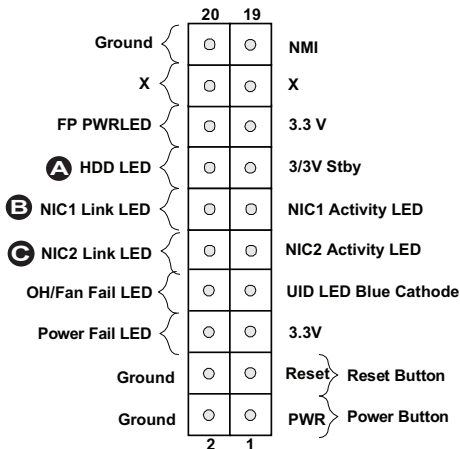 20 19
Ground NMI
X X
FP PWRLED 3.3 V
A HDD LED 3/3V Stby
B NIC1 Link LED NIC1 Activity LED
C NIC2 Link LED NIC2 Activity LED
OH/Fan Fail LED UID LED Blue Cathode
Power Fail LED 3.3V
Ground Reset Reset Button
Ground PWR Power Button
2 1